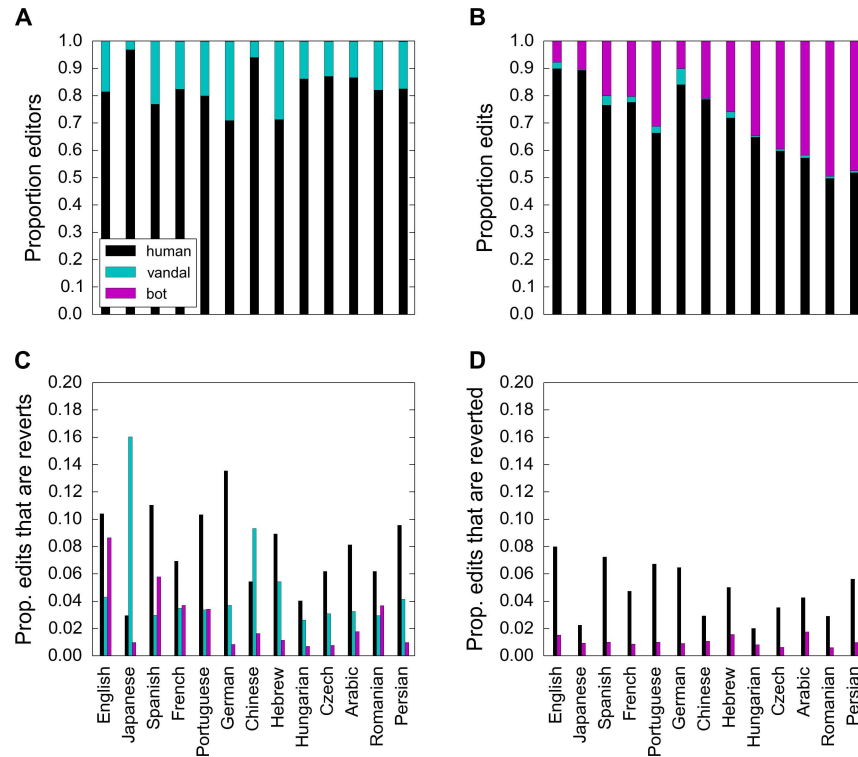 A
B
1.0
0.9
0.8
0.7
0.6
0.5
0.4
0.3
0.2
0.1
0.0
Proportion editors
human
vandal
bot
1.0
0.9
0.8
0.7
0.6
0.5
0.4
0.3
0.2
0.1
0.0
Proportion edits
C
D
0.20
0.18
0.16
0.14
0.12
0.10
0.08
0.06
0.04
0.02
0.00
Prop. edits that are reverts
English
Japanese
Spanish
French
Portuguese
German
Chinese
Hebrew
Hungarian
Czech
Arabic
Romanian
Persian
0.20
0.18
0.16
0.14
0.12
0.10
0.08
0.06
0.04
0.02
0.00
Prop. edits that are reverted
English
Japanese
Spanish
French
Portuguese
German
Chinese
Hebrew
Hungarian
Czech
Arabic
Romanian
Persian